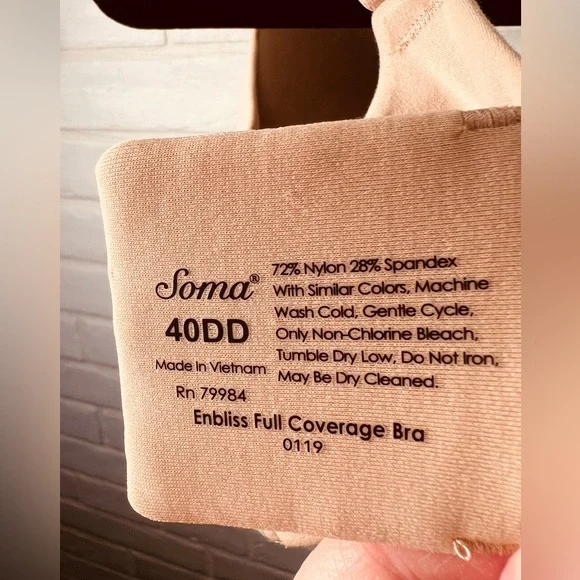 Soma®
40DD
Made In Vietnam
Rn 79984
72% Nylon 28% Spandex
With Similar Colors, Machine
Wash Cold, Gentle Cycle,
Only Non-Chlorine Bleach,
Tumble Dry Low, Do Not Iron,
May Be Dry Cleaned.
Enbliss Full Coverage Bra
0119